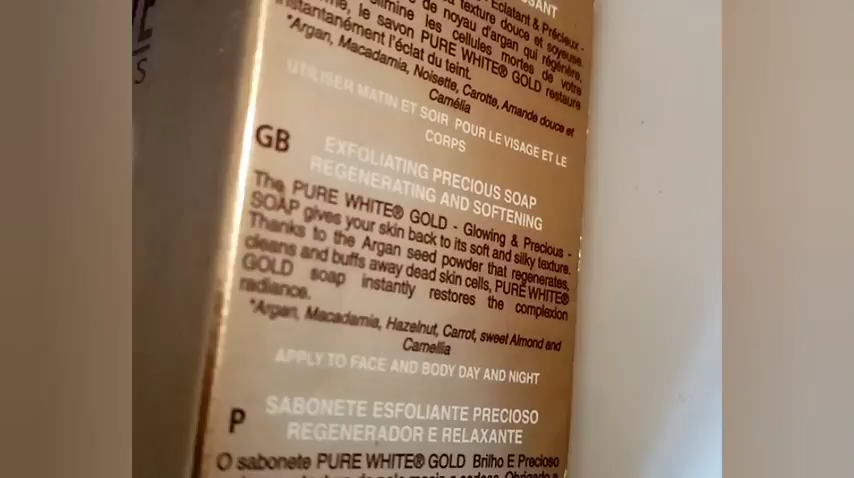 Eclatant & Précieux -
texture douce et soyeuse.
de noyau d'argan qui régénère,
élimine les cellules mortes de votre
le savon PURE WHITE® GOLD restaure
instantanément l'éclat du teint.
*Argan, Macadamia, Noisette, Carotte, Amande douce et
Camélia
UTILISER MATIN ET SOIR POUR LE VISAGE ET LE
CORPS
GB
EXFOLIATING PRECIOUS SOAP
REGENERATING AND SOFTENING
The PURE WHITE® GOLD - Glowing & Precious -
SOAP gives your skin back to its soft and silky texture.
Thanks to the Argan seed powder that regenerates,
cleans and buffs away dead skin cells, PURE WHITE®
GOLD soap instantly restores the complexion
radiance.
*Argan, Macadamia, Hazelnut, Carrot, sweet Almond and
Camellia
APPLY TO FACE AND BODY DAY AND NIGHT
P
SABONETE ESFOLIANTE PRECIOSO
REGENERADOR E RELAXANTE
O sabonete PURE WHITE® GOLD Brilho E Precioso